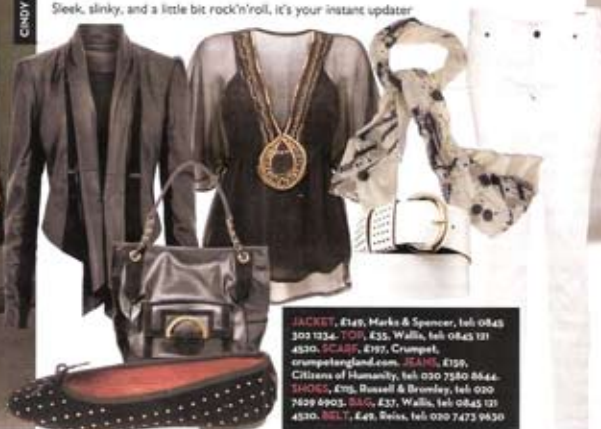 CINDY
Sleek, slinky, and a little bit rock'n'roll, it's your instant updater
JACKET, £149, Marks & Spencer, tel: 0845
302 1234. TOP, £35, Wallis, tel: 0845 121
4520. SCARF, £197, Crumpet,
crumpetengland.com. JEANS, £159,
Citizens of Humanity, tel: 020 7580 8644.
SHOES, £115, Russell & Bromley, tel: 020
7629 6903. BAG, £37, Wallis, tel: 0845 121
4520. BELT, £49, Reiss, tel: 020 7473 9630